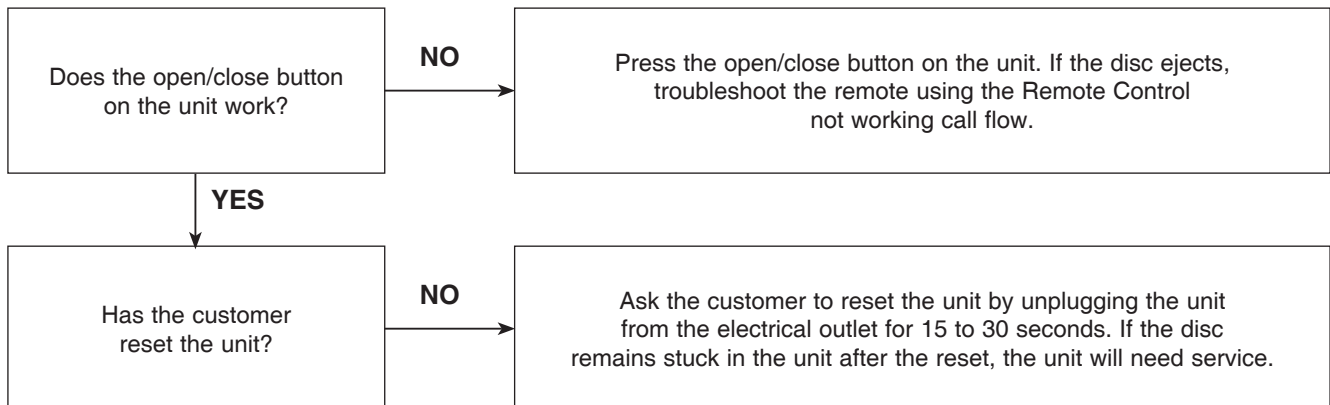 Does the open/close button
on the unit work?
NO
Press the open/close button on the unit. If the disc ejects,
troubleshoot the remote using the Remote Control
not working call flow.
YES
Has the customer
reset the unit?
NO
Ask the customer to reset the unit by unplugging the unit
from the electrical outlet for 15 to 30 seconds. If the disc
remains stuck in the unit after the reset, the unit will need service.